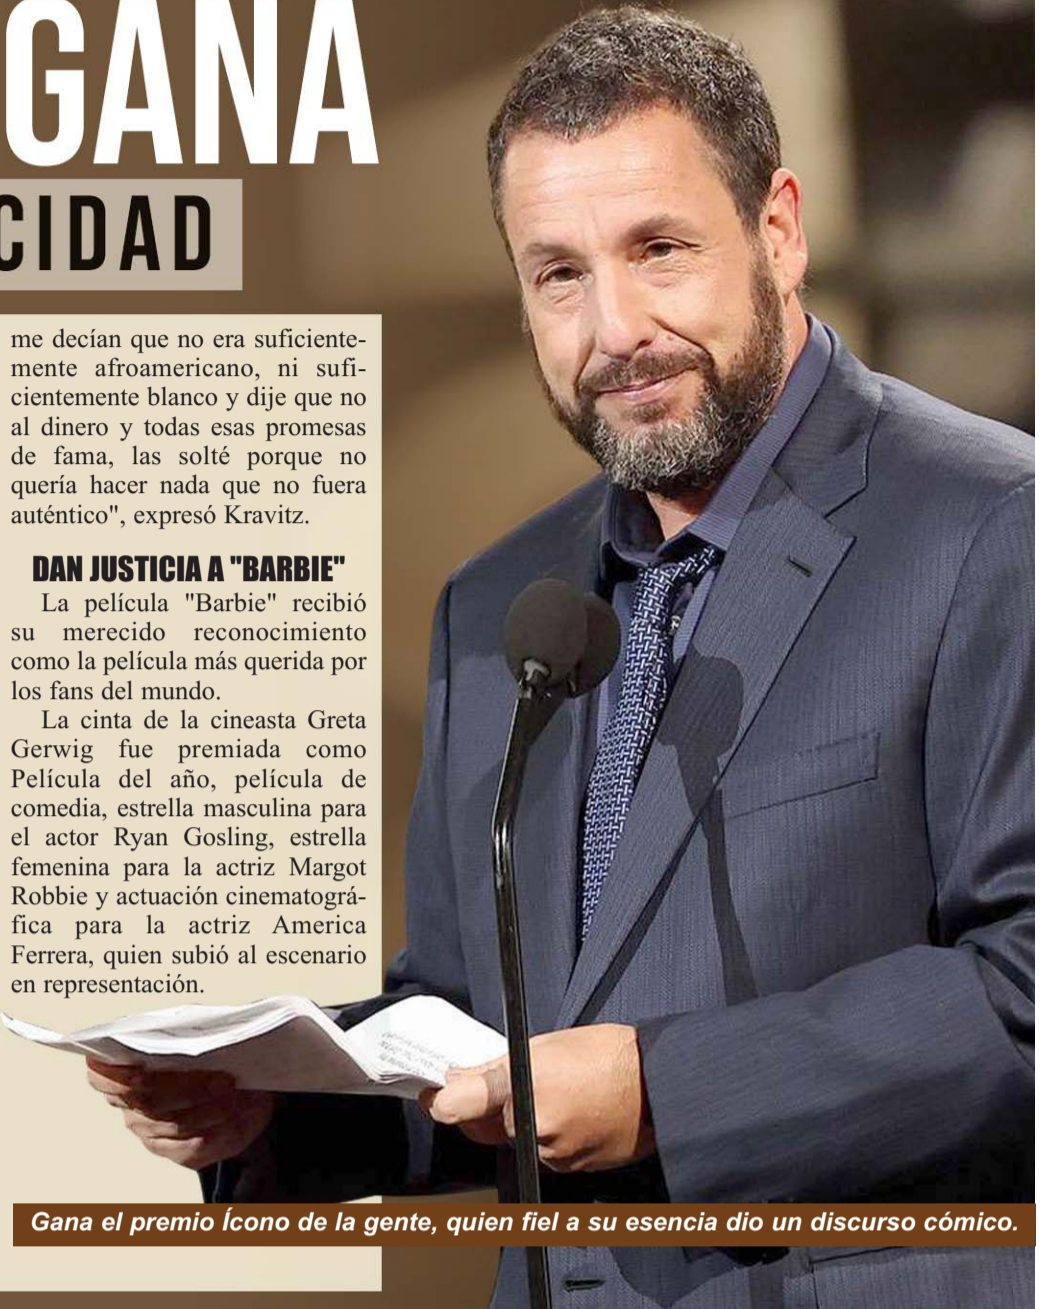 GANA
CIDAD
me decían que no era suficiente-
mente afroamericano, ni sufi-
cientemente blanco y dije que no
al dinero y todas esas promesas
de fama, las solté porque no
quería hacer nada que no fuera
auténtico", expresó Kravitz.
DAN JUSTICIA A "BARBIE"
La película "Barbie" recibió
su merecido reconocimiento
como la película más querida por
los fans del mundo.
La cinta de la cineasta Greta
Gerwig fue premiada como
Película del año, película de
comedia, estrella masculina para
el actor Ryan Gosling, estrella
femenina para la actriz Margot
Robbie y actuación cinematográ-
fica para la actriz America
Ferrera, quien subió al escenario
en representación.
Gana el premio Ícono de la gente, quien fiel a su esencia dio un discurso cómico.